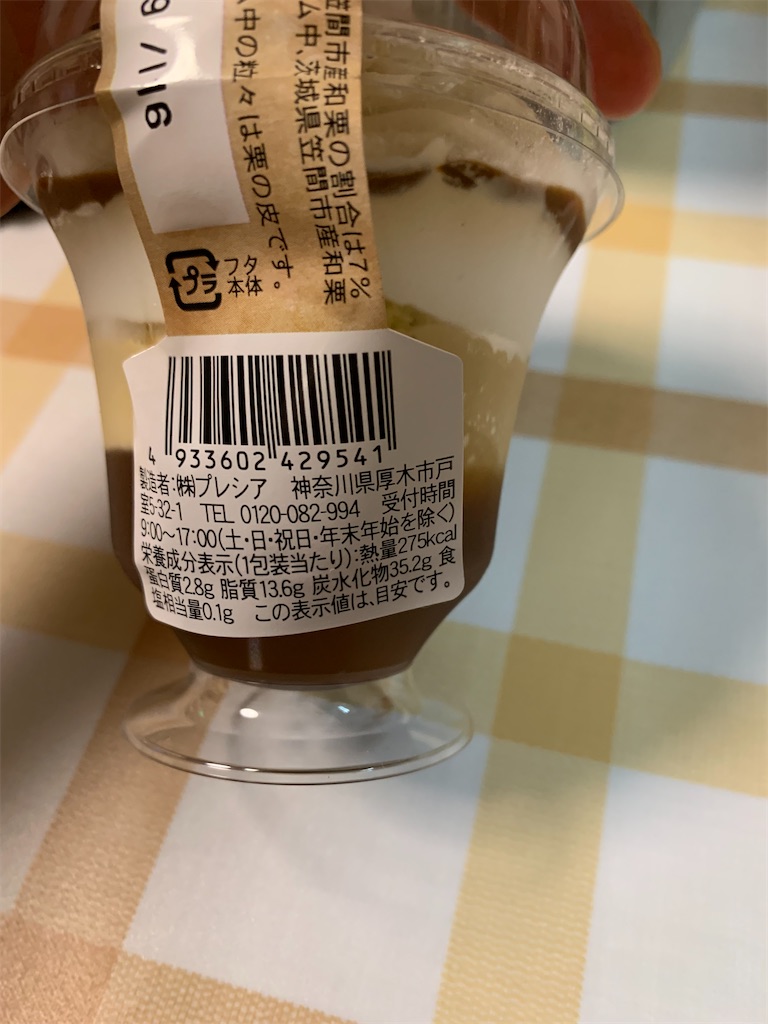 9/116
笠間市産和栗の割合は7%
ム中、茨城県笠間市産和栗
ム中の粒々は栗の皮です。
プラ
フタ
本体
4 933602 429541
製造者:㈱プレシア 神奈川県厚木市戸
室5-32-1 TEL 0120-082-994 受付時間
9:00〜17:00(土・日・祝日・年末年始を除く)
栄養成分表示(1包装当たり):熱量275kcal
蛋白質2.8g 脂質13.6g 炭水化物35.2g 食
塩相当量0.1g この表示値は、目安です。